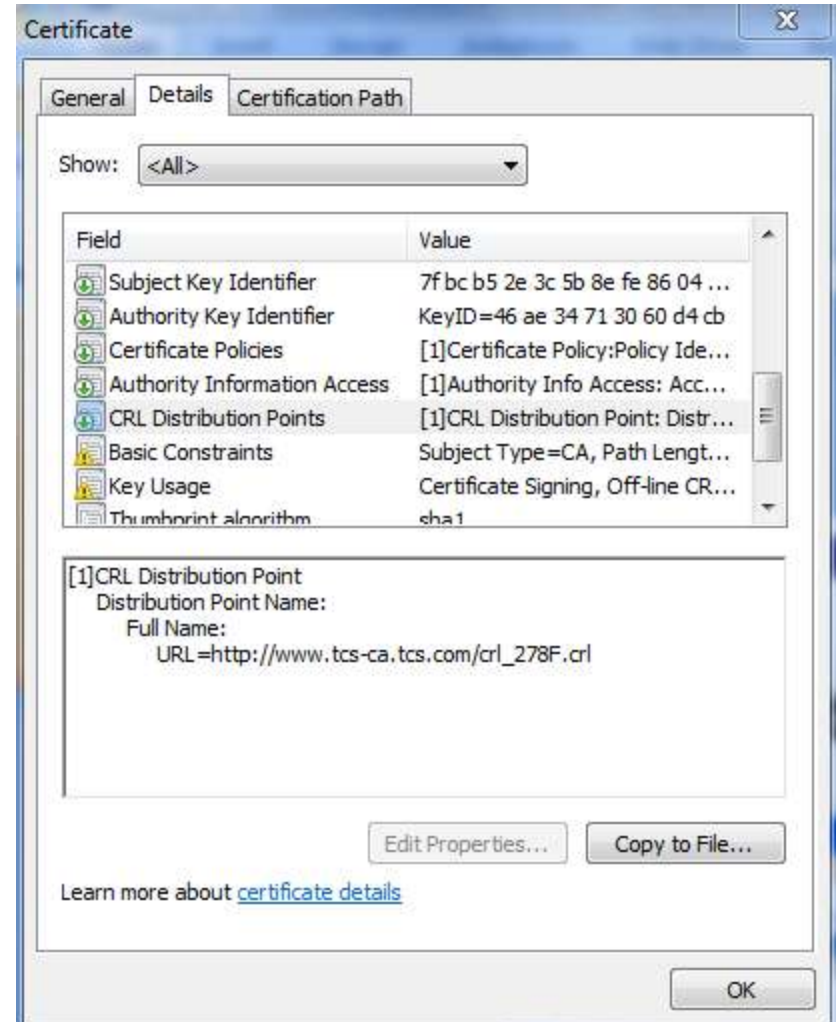 Certificate
General Details Certification Path
Show: <All>
Field Value
Subject Key Identifier 7f bc b5 2e 3c 5b 8e fe 86 04 ...
Authority Key Identifier KeyID=46 ae 34 71 30 60 d4 cb
Certificate Policies [1]Certificate Policy:Policy Ide...
Authority Information Access [1]Authority Info Access: Acc...
CRL Distribution Points [1]CRL Distribution Point: Distr...
Basic Constraints Subject Type=CA, Path Lengt...
Key Usage Certificate Signing, Off-line CR...
Thumbprint algorithm sha1
[1]CRL Distribution Point
Distribution Point Name:
Full Name:
URL=http://www.tcs-ca.tcs.com/crl_278F.crl
Edit Properties... Copy to File...
Learn more about certificate details
OK